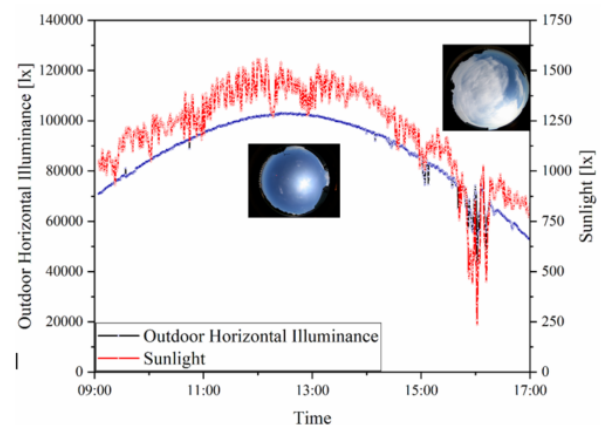 140000
120000
100000
80000
60000
40000
20000
0
Outdoor Horizontal Illuminance [lx]
1750
1500
1250
1000
750
500
250
0
Sunlight [lx]
Outdoor Horizontal Illuminance
Sunlight
09:00 11:00 13:00 15:00 17:00
Time